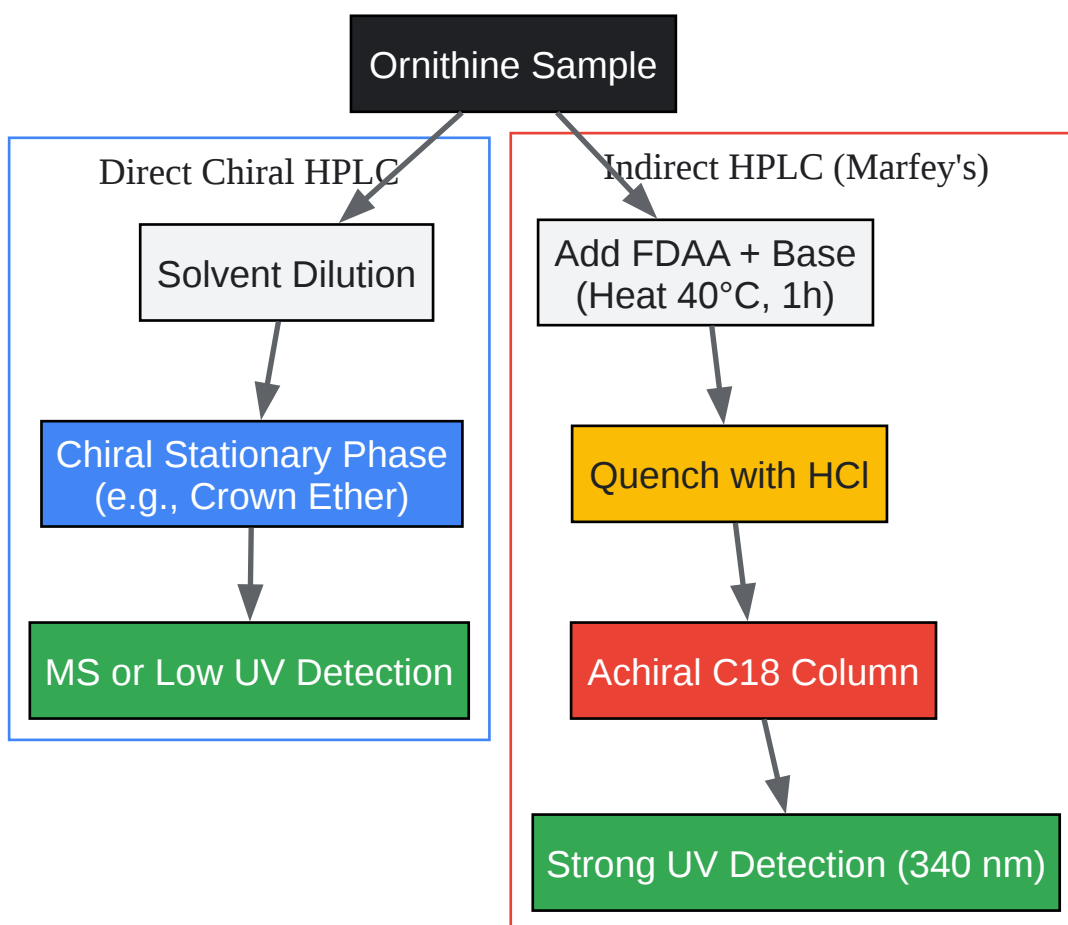 Ornithine Sample
Direct Chiral HPLC
Solvent Dilution
Chiral Stationary Phase
(e.g., Crown Ether)
MS or Low UV Detection
Indirect HPLC (Marfey's)
Add FDAA + Base
(Heat 40°C, 1h)
Quench with HCl
Achiral C18 Column
Strong UV Detection (340 nm)